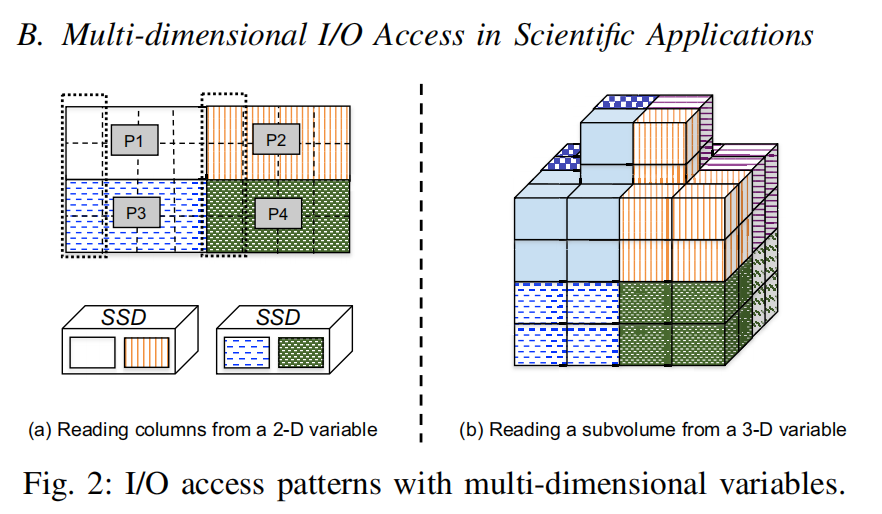 B. Multi-dimensional I/O Access in Scientific Applications
P1
P2
P3
P4
SSD
SSD
(a) Reading columns from a 2-D variable
(b) Reading a subvolume from a 3-D variable
Fig. 2: I/O access patterns with multi-dimensional variables.